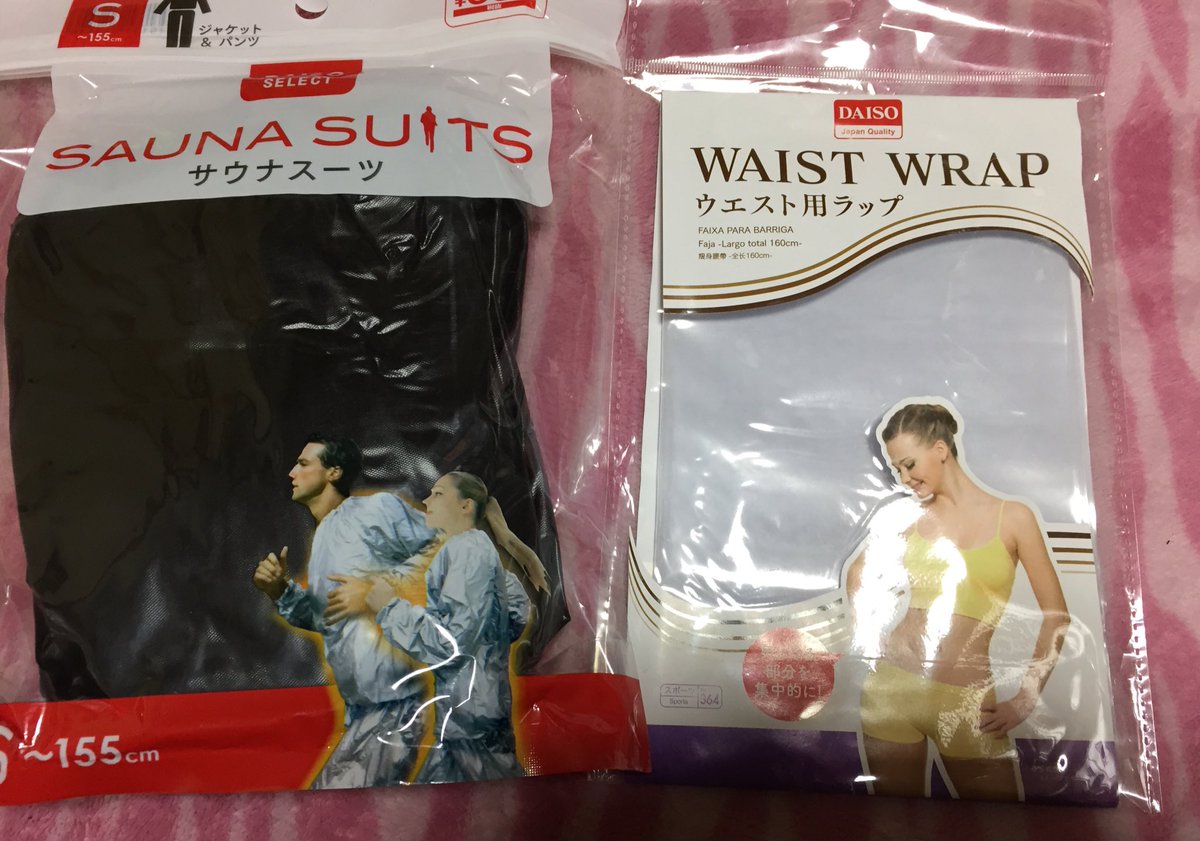 S
~155cm
ジャケット
& パンツ
SELECT
SAUNA SUITS
サウナスーツ
~155cm
DAISO
Japan Quality
WAIST WRAP
ウエスト用ラップ
FAIXA PARA BARRIGA
Faja -Largo total 160cm-
瘦身腰帶 -全长160cm-
部分を
集中的に!
スポーツ
Sports
364